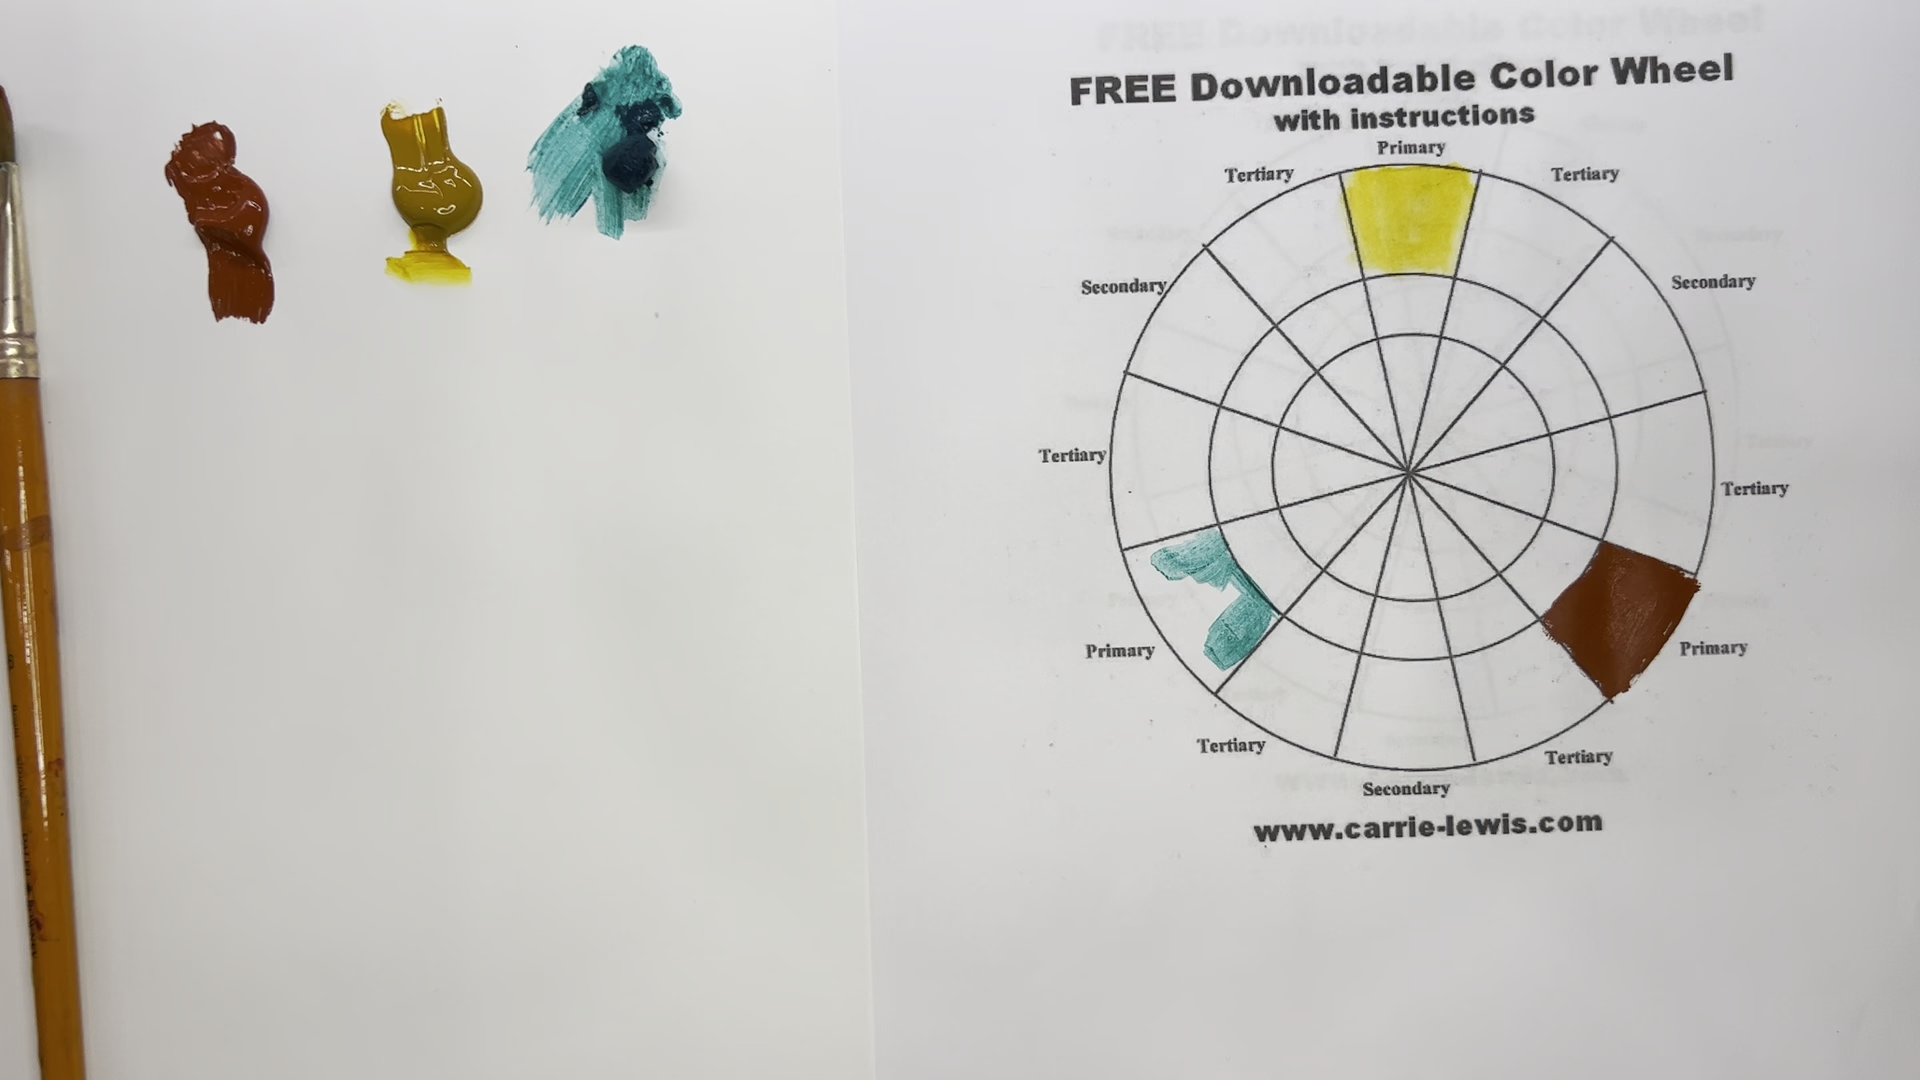 FREE Downloadable Color Wheel
with instructions
Primary
Tertiary
Tertiary
Secondary
Secondary
Tertiary
Tertiary
Primary
Primary
Tertiary
Tertiary
Secondary
www.carrie-lewis.com